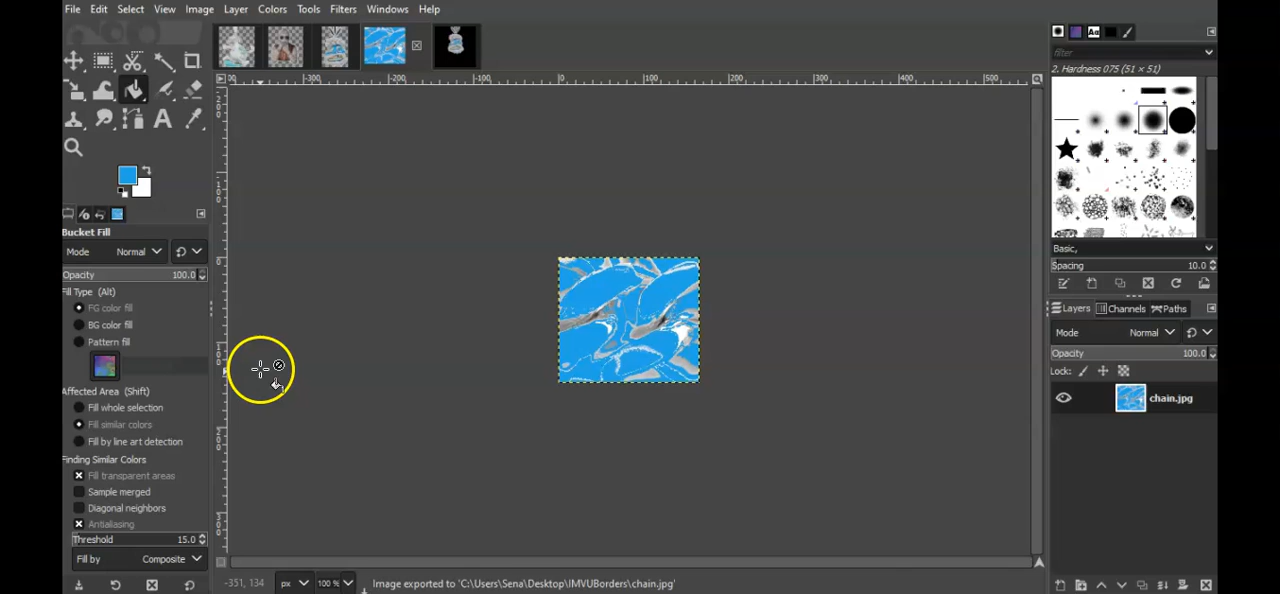 File Edit Select View Image Layer Colors Tools Filters Windows Help
filter
2. Hardness 075 (51 × 51)
Bucket Fill
Mode Normal
Opacity 100.0
Fill Type (Alt)
FG color fill
BG color fill
Pattern fill
Affected Area (Shift)
Fill whole selection
Fill similar colors
Fill by line art detection
Finding Similar Colors
Fill transparent areas
Sample merged
Diagonal neighbors
Antialiasing
Threshold 15.0
Fill by Composite
-300 -200 -100 0 100 200 300 400 500
Basic,
Spacing 10.0
Layers Channels Paths
Mode Normal
Opacity 100.0
Lock:
chain.jpg
-351, 134 px 100 % Image exported to 'C:\Users\Sena\Desktop\IMVUBorders\chain.jpg'